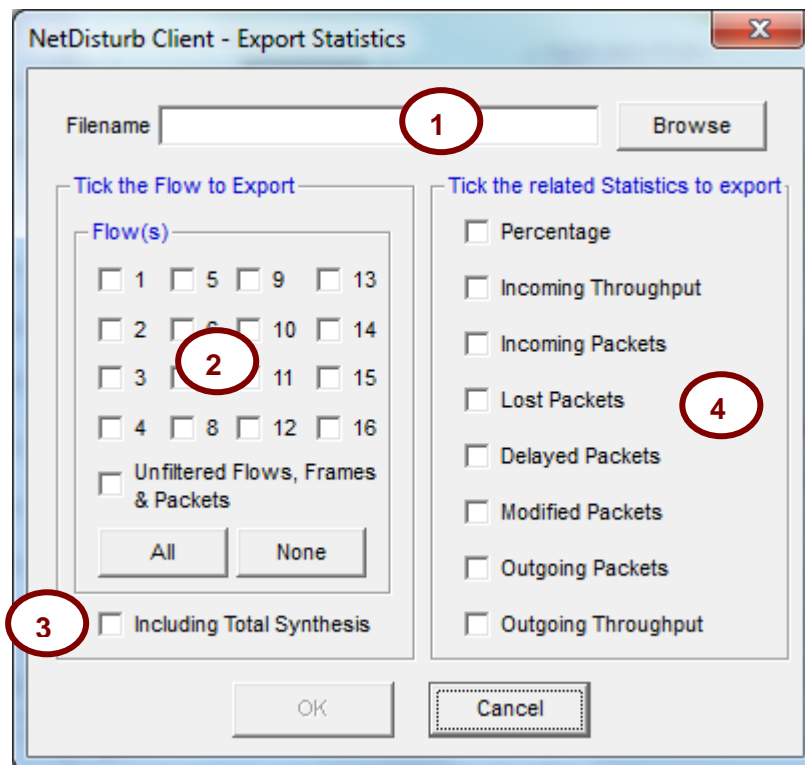 NetDisturb Client - Export Statistics
Filename 1 Browse
Tick the Flow to Export
Flow(s)
1 5 9 13
2 10 14
3 11 15
4 8 12 16
2
Unfiltered Flows, Frames
& Packets
All None
3 Including Total Synthesis
Tick the related Statistics to export
Percentage
Incoming Throughput
Incoming Packets
Lost Packets
4
Delayed Packets
Modified Packets
Outgoing Packets
Outgoing Throughput
OK Cancel